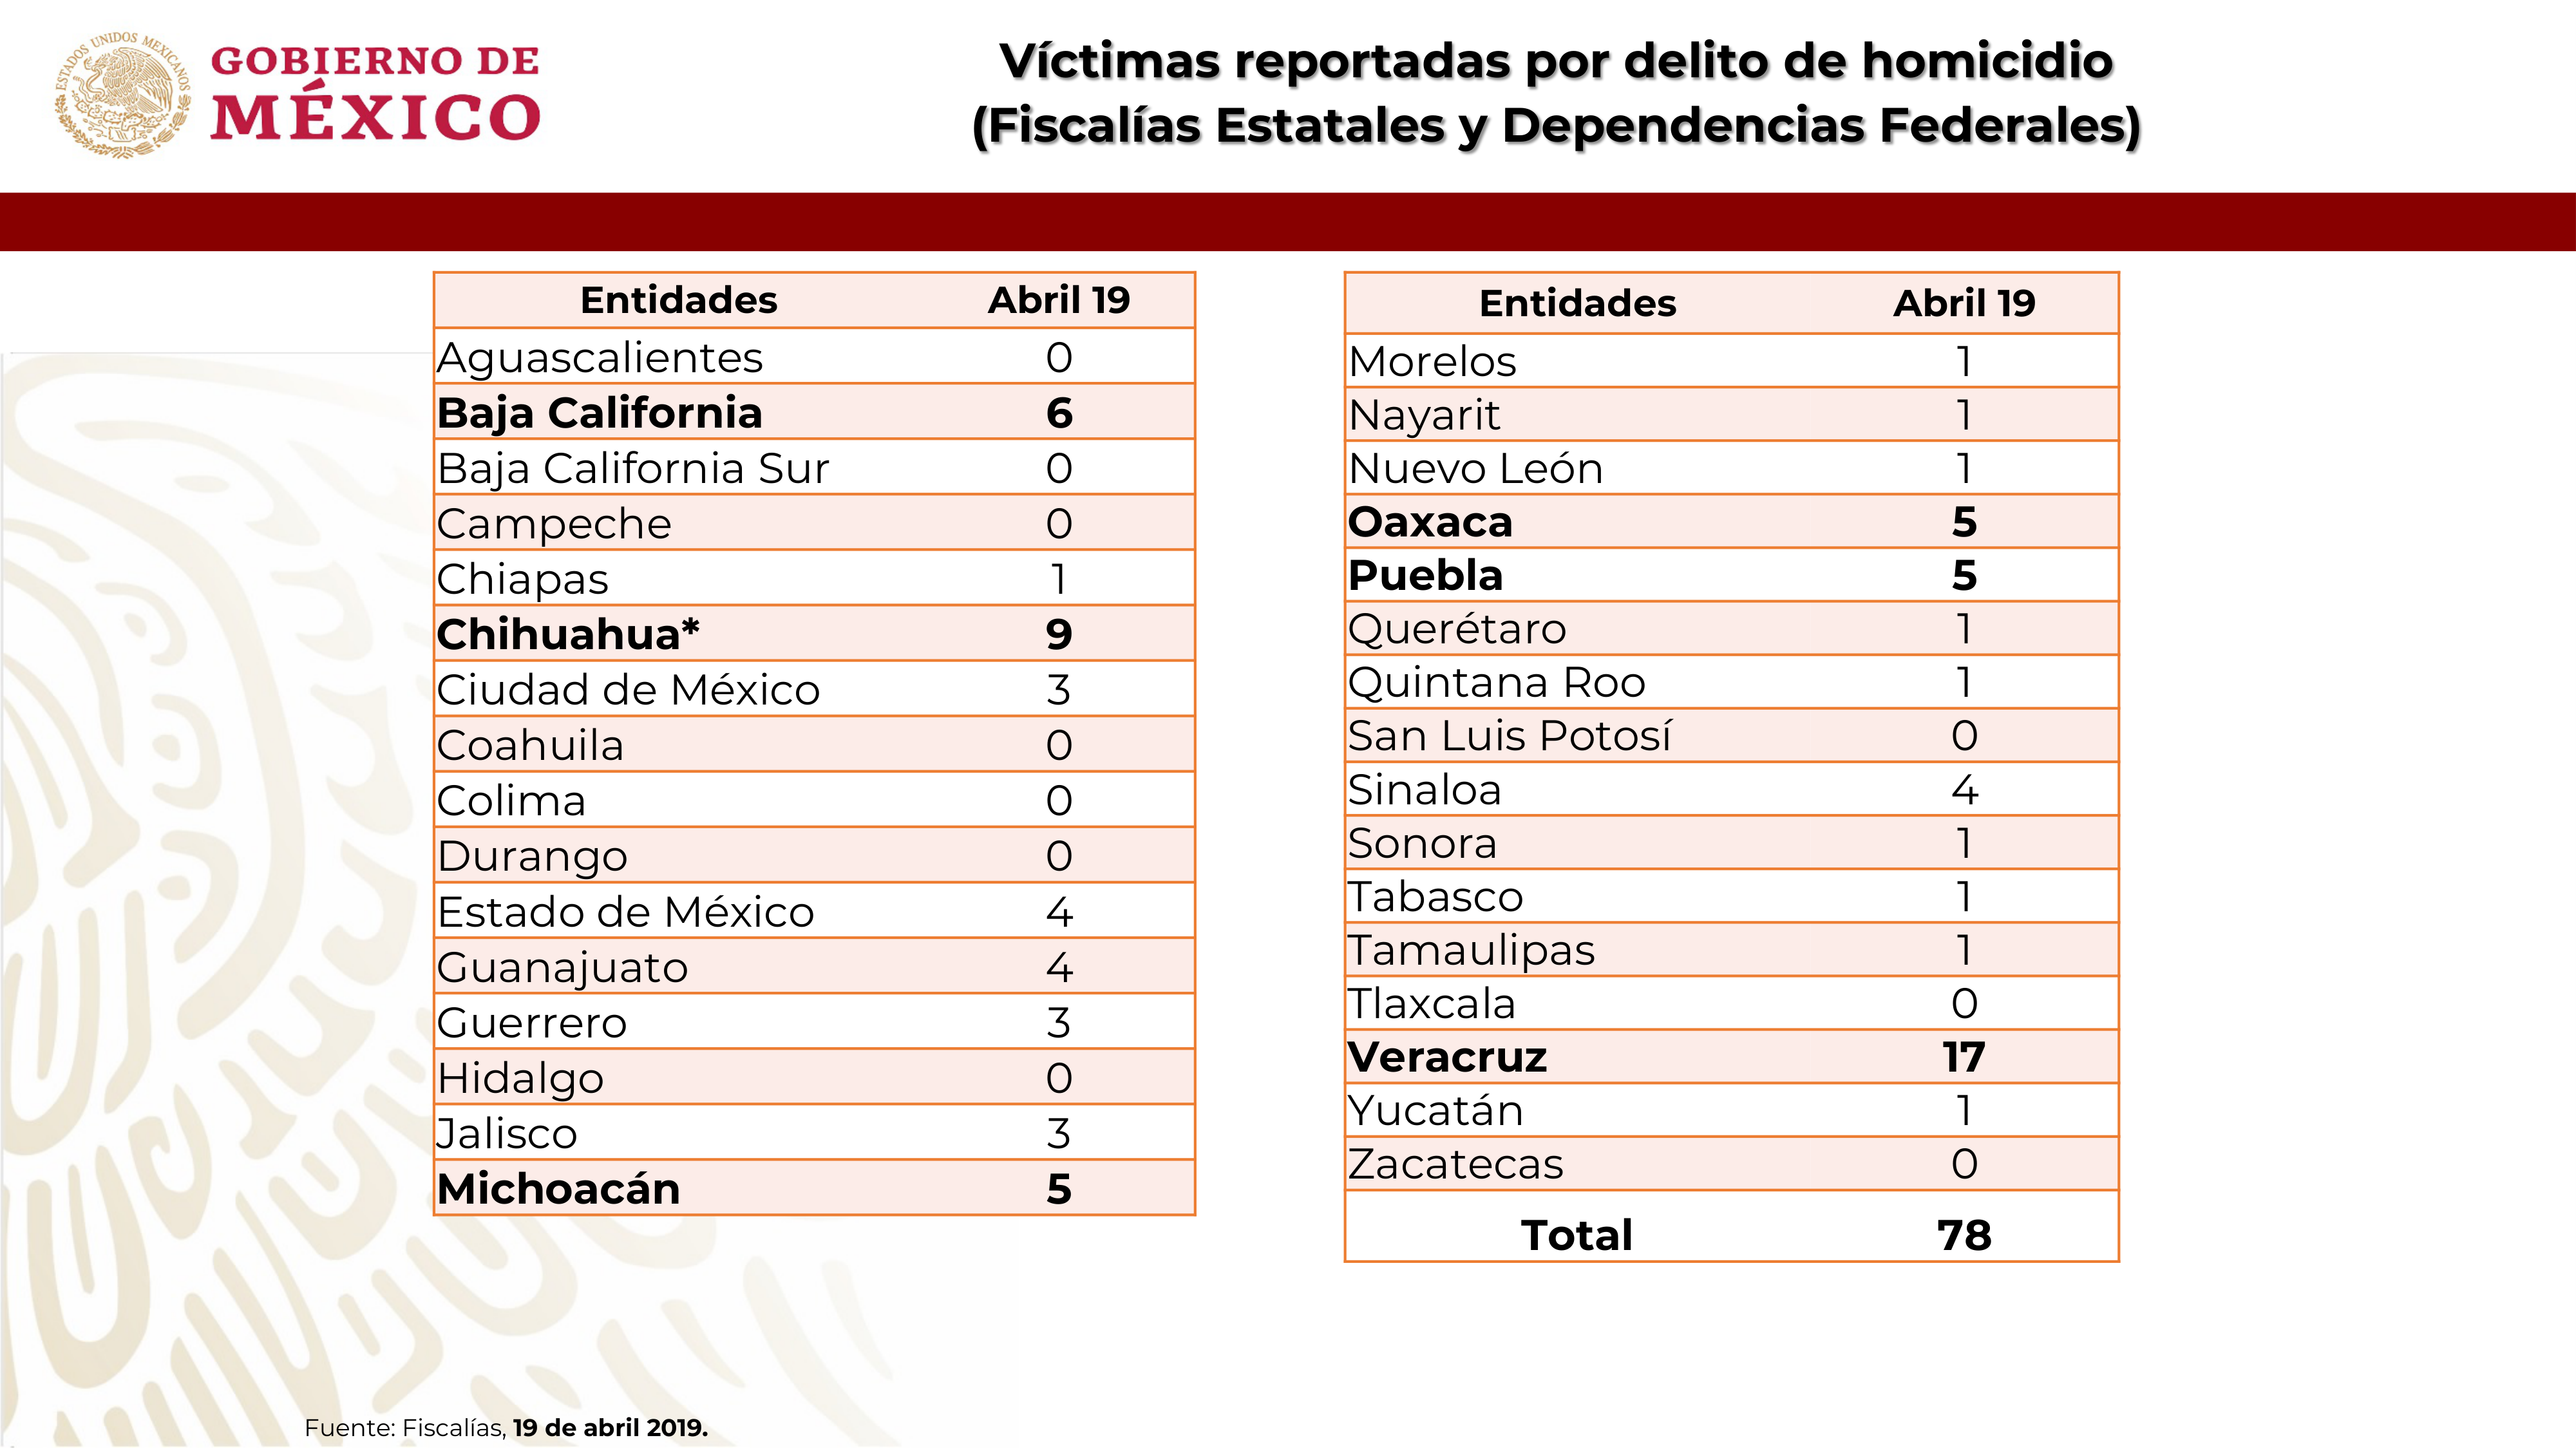 ESTADOS UNIDOS MEXICANOS
GOBIERNO DE
MÉXICO
Víctimas reportadas por delito de homicidio
(Fiscalías Estatales y Dependencias Federales)
Entidades Abril 19
Aguascalientes 0
Baja California 6
Baja California Sur 0
Campeche 0
Chiapas 1
Chihuahua* 9
Ciudad de México 3
Coahuila 0
Colima 0
Durango 0
Estado de México 4
Guanajuato 4
Guerrero 3
Hidalgo 0
Jalisco 3
Michoacán 5
Entidades Abril 19
Morelos 1
Nayarit 1
Nuevo León 1
Oaxaca 5
Puebla 5
Querétaro 1
Quintana Roo 1
San Luis Potosí 0
Sinaloa 4
Sonora 1
Tabasco 1
Tamaulipas 1
Tlaxcala 0
Veracruz 17
Yucatán 1
Zacatecas 0
Total 78
Fuente: Fiscalías, 19 de abril 2019.